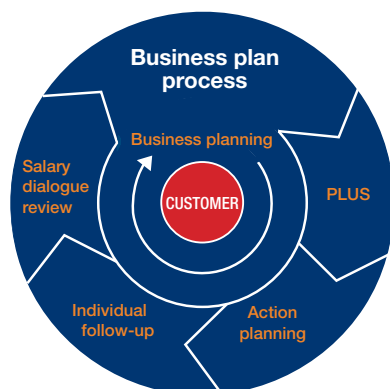 Business plan
process
Business planning
Salary
dialogue
review
CUSTOMER
PLUS
Individual
follow-up
Action
planning